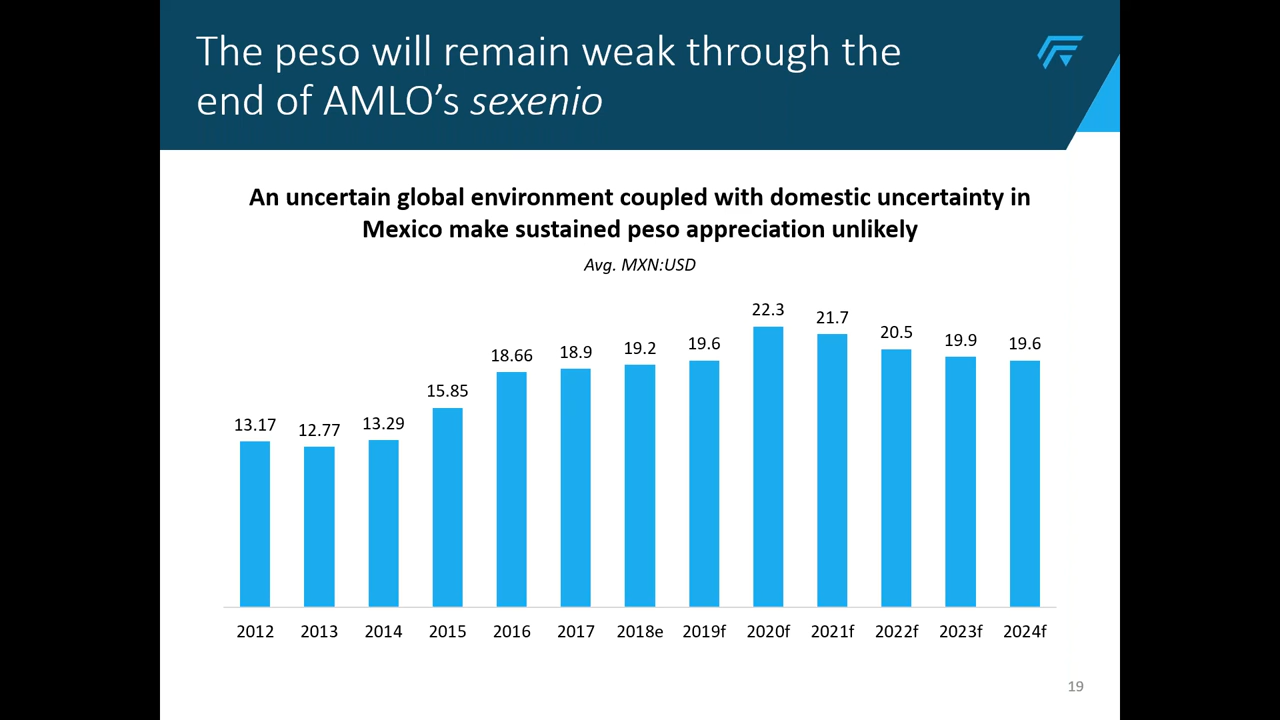 The peso will remain weak through the
end of AMLO’s sexenio
An uncertain global environment coupled with domestic uncertainty in
Mexico make sustained peso appreciation unlikely
Avg. MXN:USD
13.17 12.77 13.29 15.85 18.66 18.9 19.2 19.6 22.3 21.7 20.5 19.9 19.6
2012 2013 2014 2015 2016 2017 2018e 2019f 2020f 2021f 2022f 2023f 2024f
19